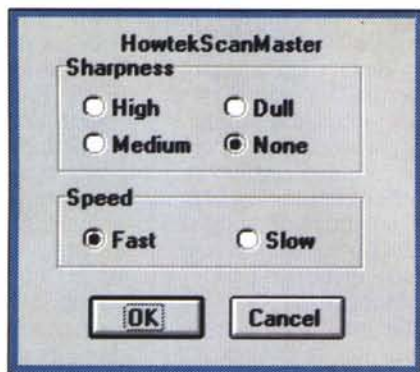 HowtekScanMaster
Sharpness
High Dull
Medium None
Speed
Fast Slow
OK Cancel